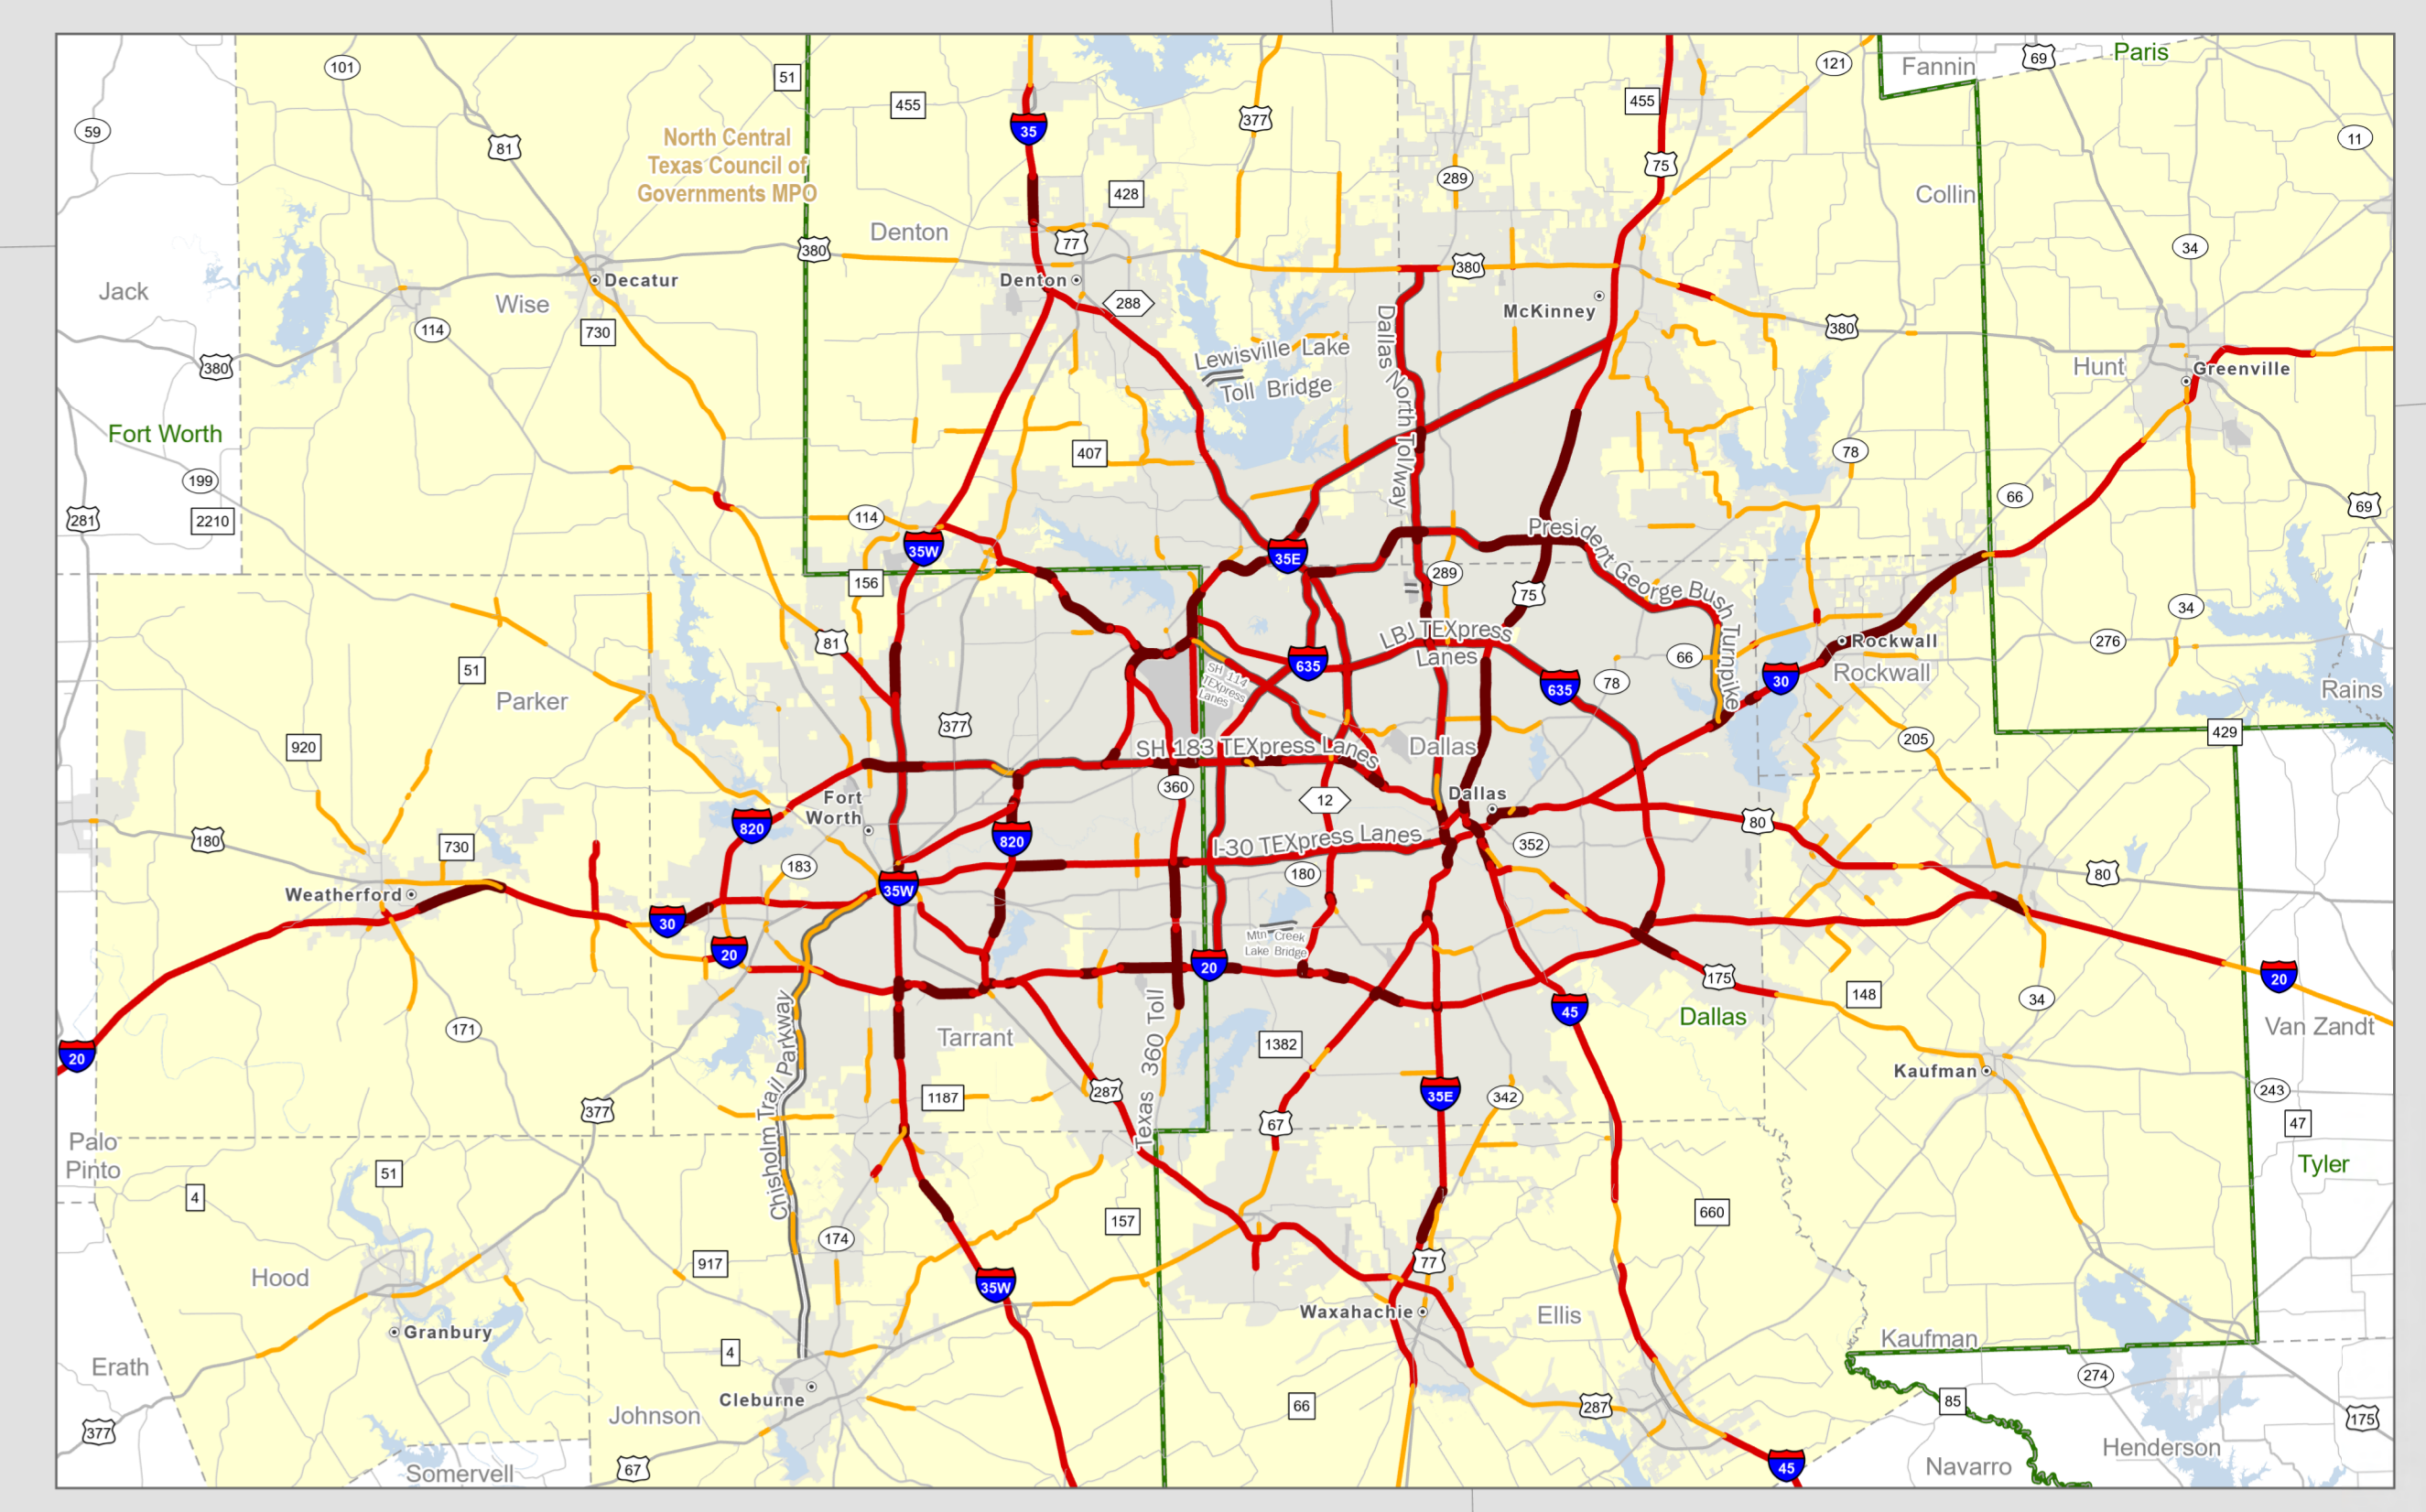 101
51
455
35
377
455
121
Fannin
69
Paris
59
81
North Central
Texas Council of
Governments MPO
428
289
75
Collin
11
Denton
77
380
380
34
Jack
Wise
Decatur
Denton
288
McKinney
380
114
730
380
Lewisville Lake
Toll Bridge
Dallas North Tollway
Hunt
Greenville
Fort Worth
407
78
199
281
2210
114
66
69
35W
35E
President George Bush Turnpike
156
289
75
34
81
LBJ TEXpress
Lanes
66
Rockwall
276
51
Parker
SH 114
TEXpress
Lanes
635
635
78
30
Rockwall
Rains
920
377
SH 183 TEXpress Lanes
Dallas
205
429
360
12
Dallas
Fort
Worth
820
820
80
180
730
183
I-30 TEXpress Lanes
352
180
80
Weatherford
35W
30
20
Mtn Creek
Lake Bridge
20
175
20
171
Chisholm Trail Parkway
Tarrant
Texas 360 Toll
1382
45
Dallas
148
34
Van Zandt
20
377
1187
287
35E
342
Kaufman
243
67
47
Palo
Pinto
4
51
157
660
Tyler
174
917
Hood
35W
77
Waxahachie
Ellis
Granbury
4
Kaufman
Erath
274
Cleburne
66
287
85
377
Johnson
175
67
Somervell
45
Navarro
Henderson